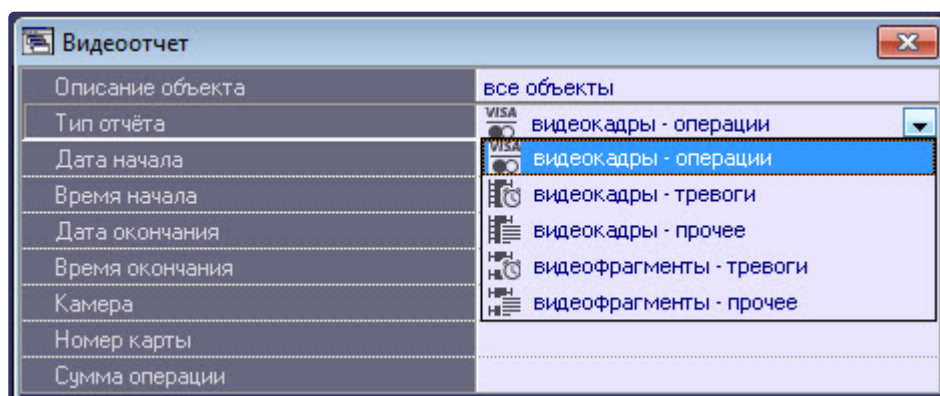 Видеоотчет
Описание объекта все объекты
Тип отчёта VISA видеокадры - операции
Дата начала VISA видеокадры - операции
Время начала видеокадры - тревоги
Дата окончания видеокадры - прочее
Время окончания видеофрагменты - тревоги
Камера видеофрагменты - прочее
Номер карты
Сумма операции